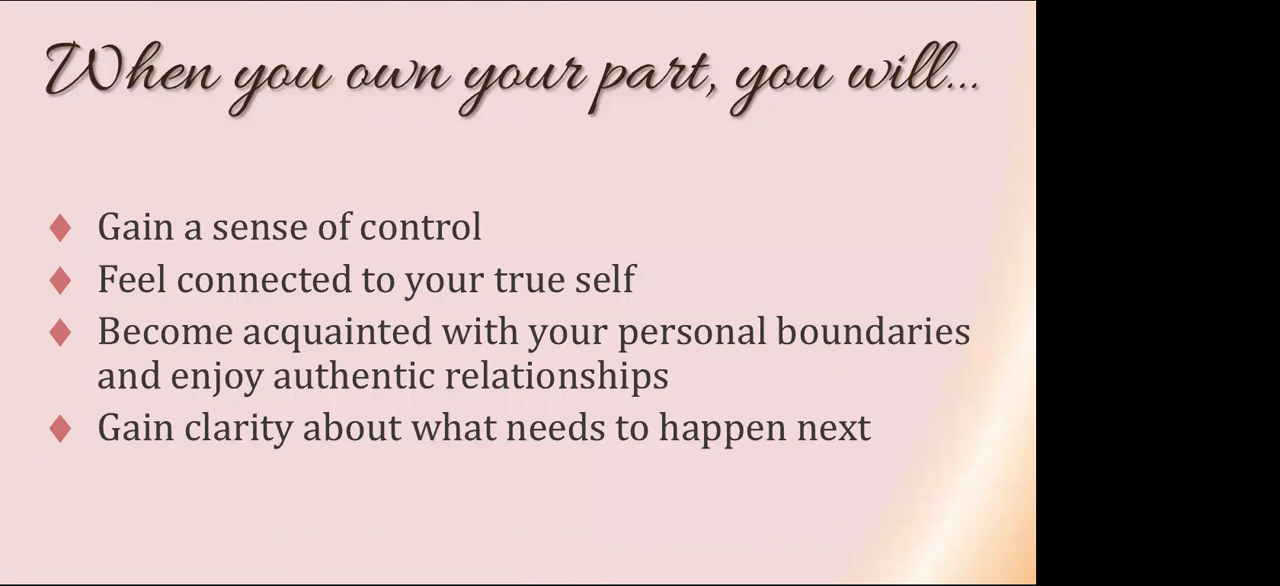 When you own your part, you will...
Gain a sense of control
Feel connected to your true self
Become acquainted with your personal boundaries
and enjoy authentic relationships
Gain clarity about what needs to happen next